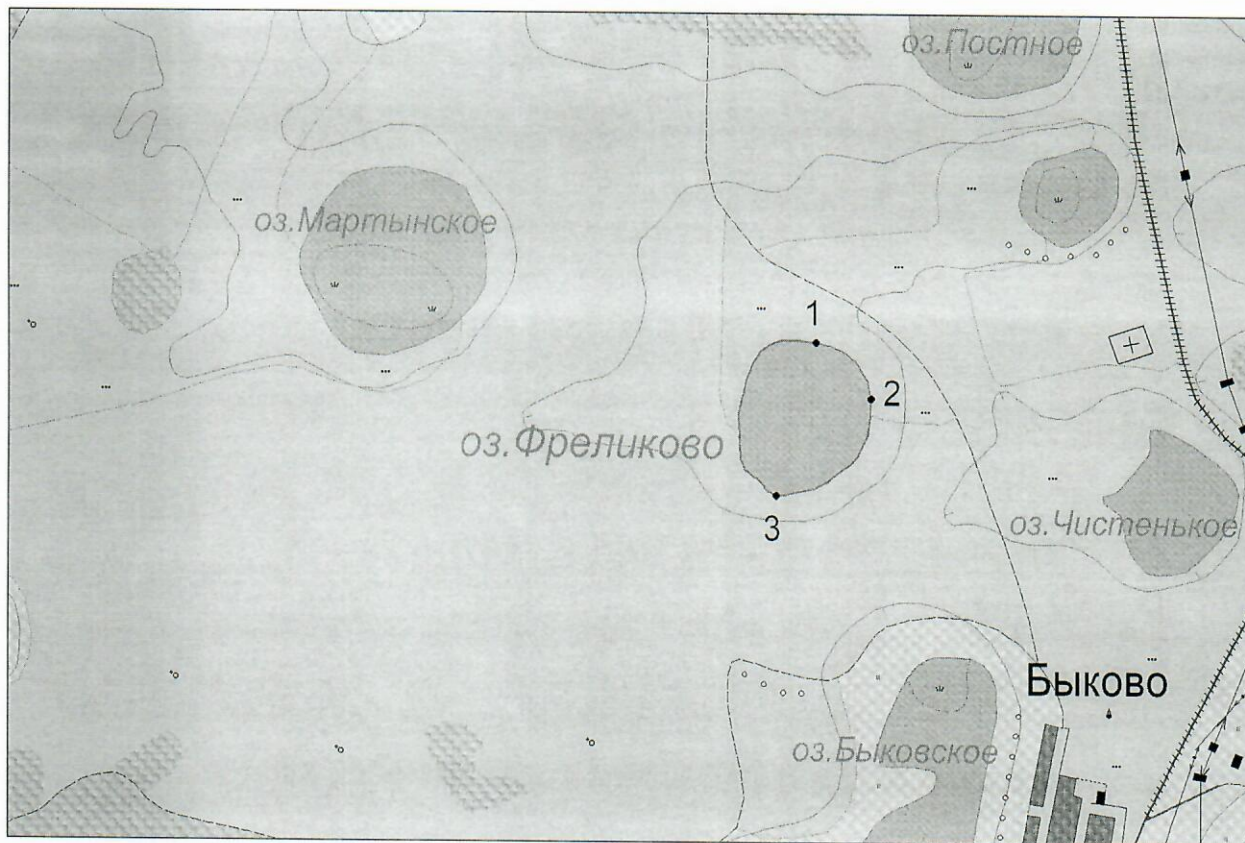 оз.Постное
оз.Мартынское
1
2
оз.Фреликово
3
оз.Чистенькое
Быково
оз.Быковское